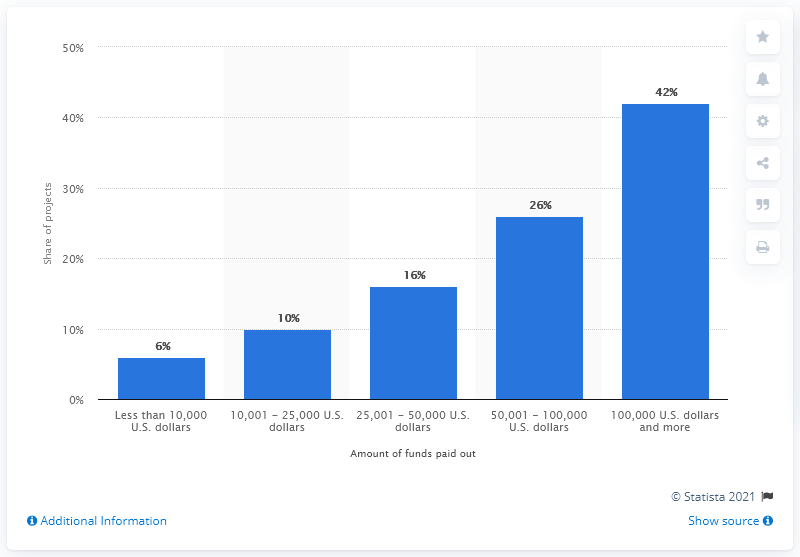 50%
40%
30%
20%
10%
0%
Share of projects
6%
10%
16%
26%
42%
Less than 10,000
U.S. dollars
10,001 – 25,000 U.S.
dollars
25,001 – 50,000 U.S.
dollars
50,001 – 100,000
U.S. dollars
100,000 U.S. dollars
and more
Amount of funds paid out
© Statista 2021
Additional Information
Show source